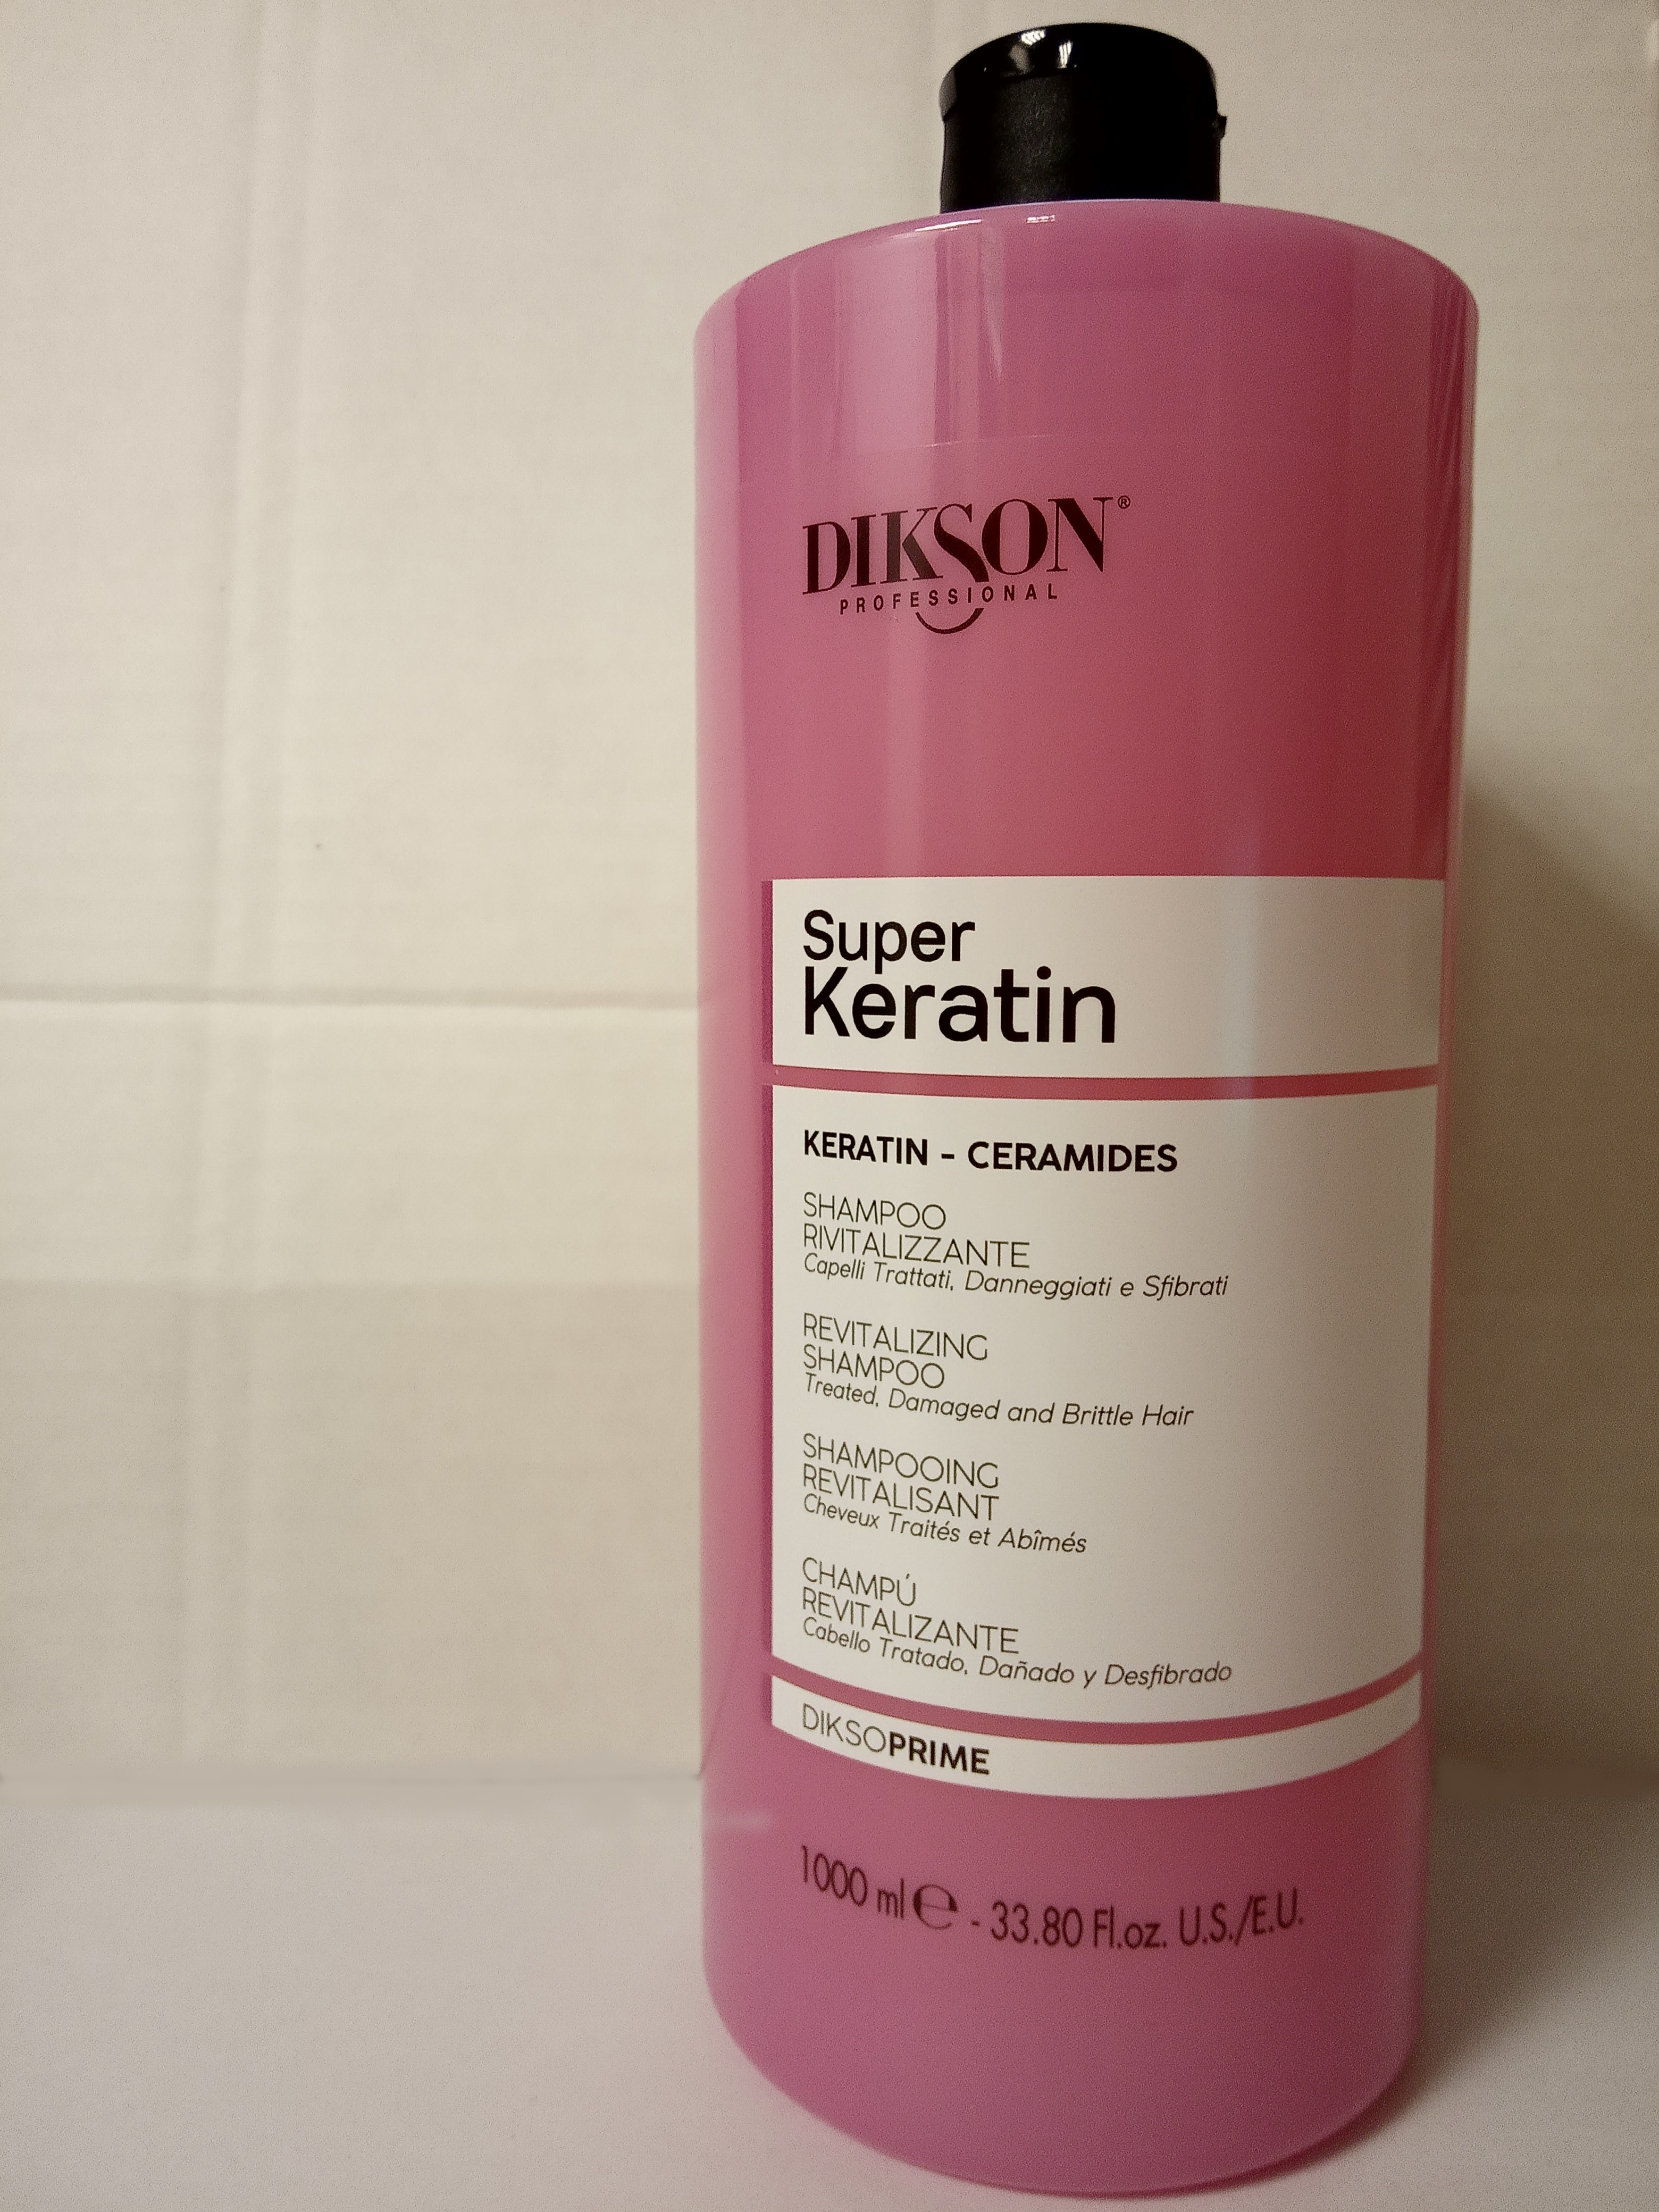 DIKSON®
PROFESSIONAL
Super
Keratin
KERATIN - CERAMIDES
SHAMPOO
RIVITALIZZANTE
Capelli Trattati, Danneggiati e Sfibrati
REVITALIZING
SHAMPOO
Treated, Damaged and Brittle Hair
SHAMPOOING
REVITALISANT
Cheveux Traités et Abîmés
CHAMPÚ
REVITALIZANTE
Cabello Tratado, Dañado y Desfibrado
DIKSOPRIME
1000 ml ℮ - 33.80 Fl.oz. U.S./E.U.